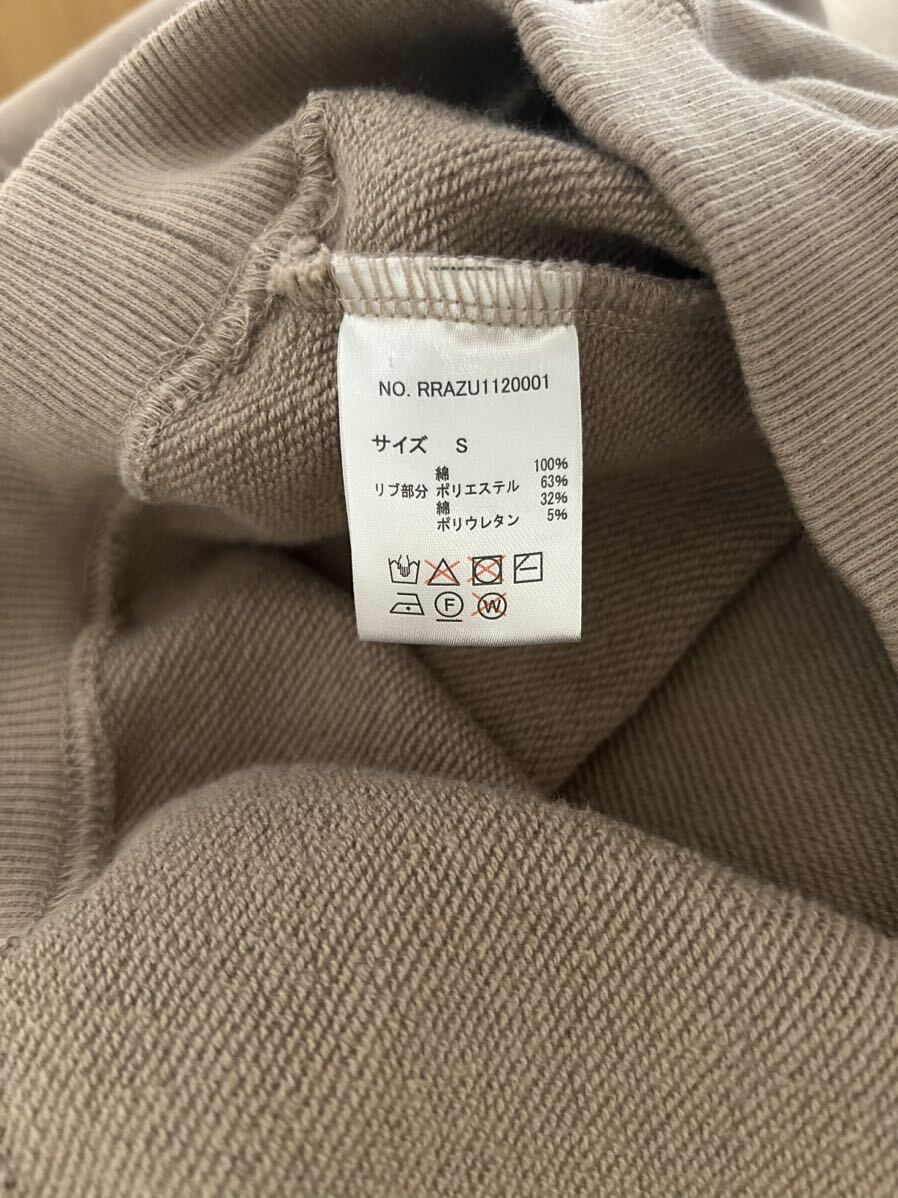 NO. RRAZU1120001
サイズ S
綿 100%
リブ部分 ポリエステル 63%
綿 32%
ポリウレタン 5%
F W